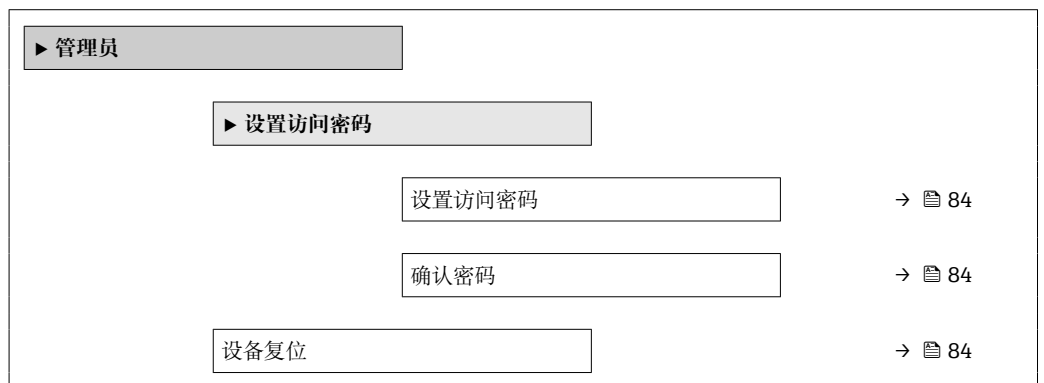 ▶ 管理员
▶ 设置访问密码
设置访问密码 → 84
确认密码 → 84
设备复位 → 84